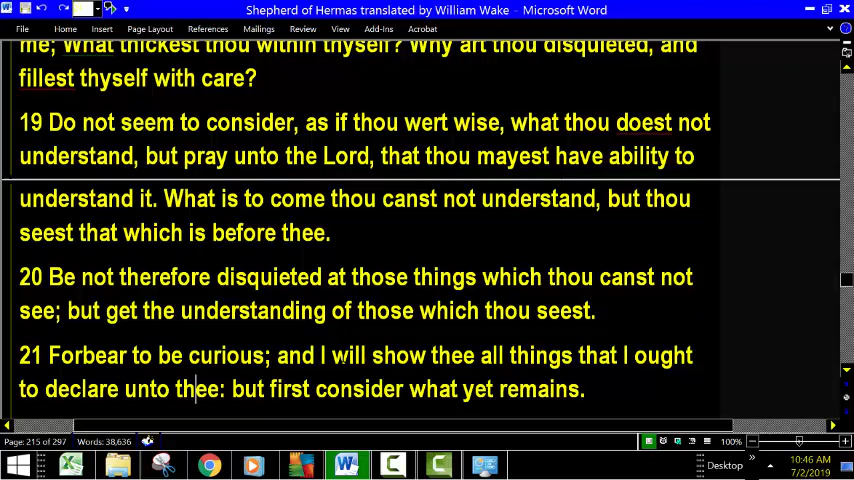 Shepherd of Hermas translated by William Wake - Microsoft Word
File Home Insert Page Layout References Mailings Review View Add-Ins Acrobat
me; What thickest thou within thyself? Why art thou disquieted, and
fillest thyself with care?
19 Do not seem to consider, as if thou wert wise, what thou doest not
understand, but pray unto the Lord, that thou mayest have ability to
understand it. What is to come thou canst not understand, but thou
seest that which is before thee.
20 Be not therefore disquieted at those things which thou canst not
see; but get the understanding of those which thou seest.
21 Forbear to be curious; and I will show thee all things that I ought
to declare unto thee: but first consider what yet remains.
Page: 215 of 297 Words: 38,636 100%
Desktop
10:46 AM
7/2/2019